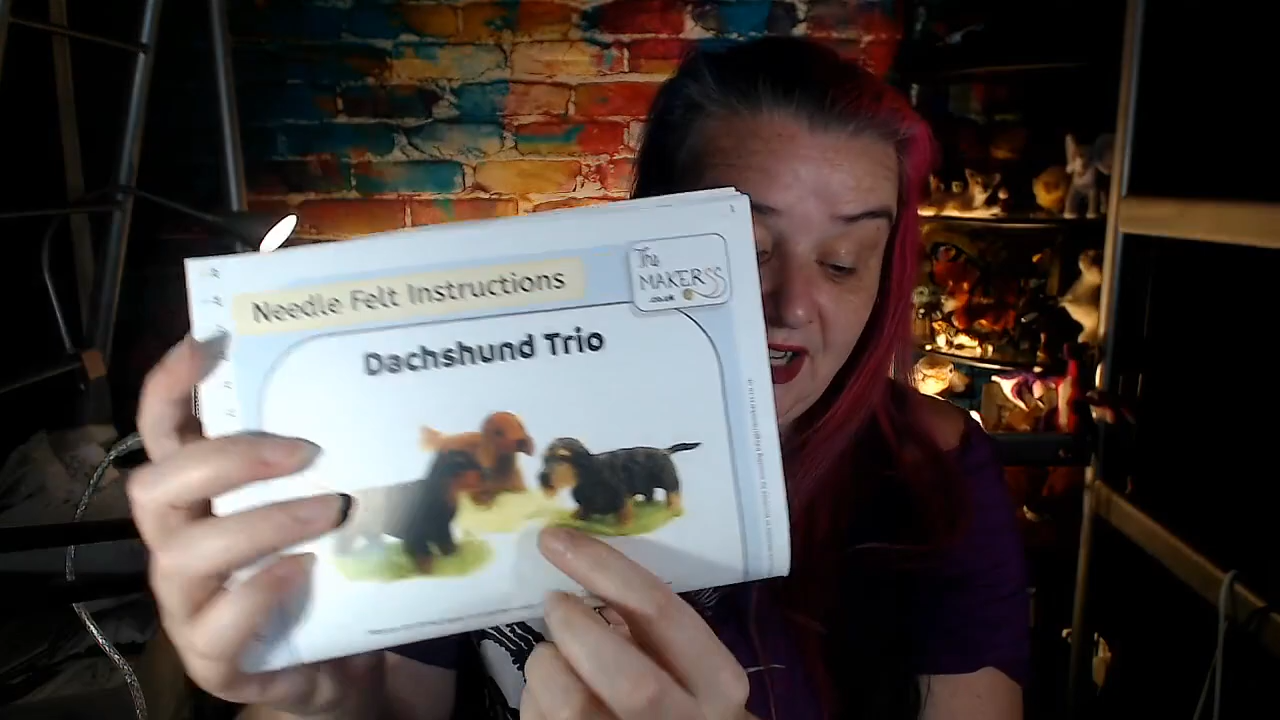 Needle Felt Instructions
The
MAKERSS
.co.uk
Dachshund Trio